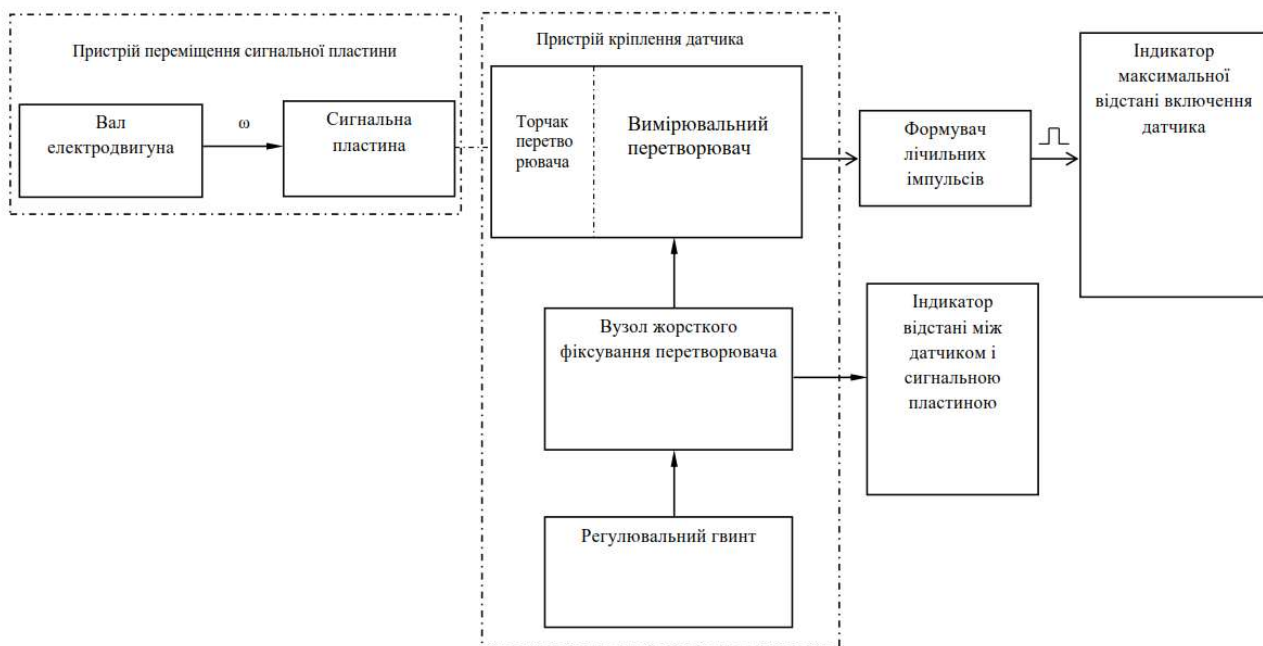 Пристрій переміщення сигнальної пластини
Вал
електродвигуна
ω
Сигнальна
пластина
Пристрій кріплення датчика
Торчак
перетво
рювача
Вимірювальний
перетворювач
Формувач
лічильних
імпульсів
Індикатор
максимальної
відстані включення
датчика
Вузол жорсткого
фіксування перетворювача
Індикатор
відстані між
датчиком і
сигнальною
пластиною
Регулювальний гвинт